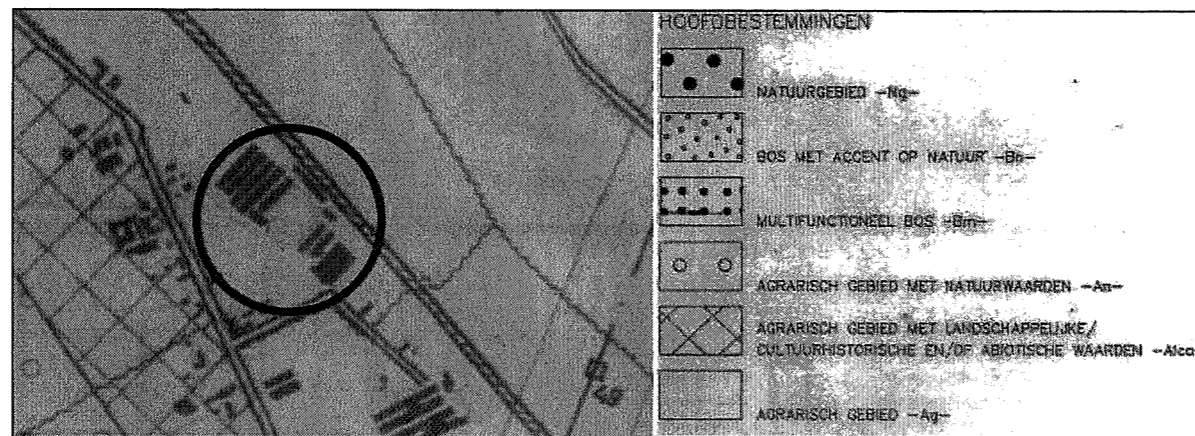 HOOFDBESTEMMINGEN
NATUURGEBIED -Ng-
BOS MET ACCENT OP NATUUR -Bn-
MULTIFUNCTIONEEL BOS -Bm-
AGRARISCH GEBIED MET NATUURWAARDEN -An-
AGRARISCH GEBIED MET LANDSCHAPPELIJKE/
CULTUURHISTORISCHE EN/OF ABIOTISCHE WAARDEN -Alca
AGRARISCH GEBIED -Ag-